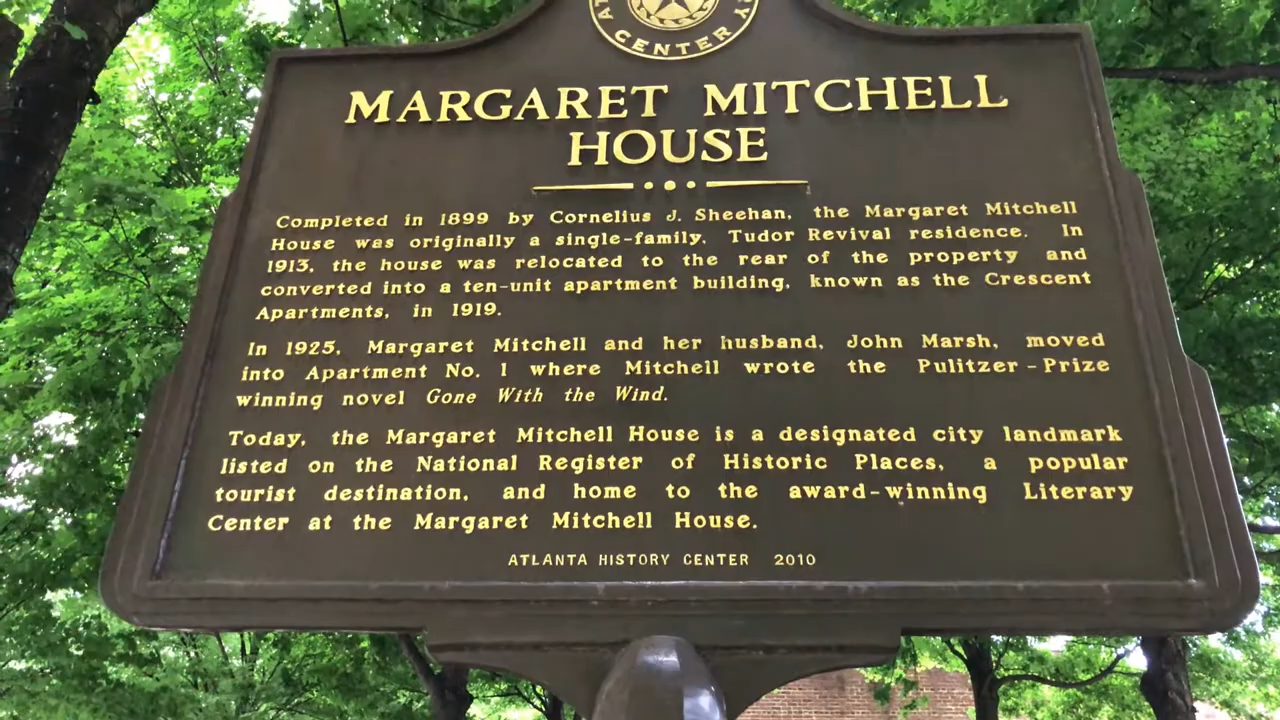 CENTER
MARGARET MITCHELL
HOUSE
Completed in 1899 by Cornelius J. Sheehan, the Margaret Mitchell
House was originally a single-family, Tudor Revival residence. In
1913, the house was relocated to the rear of the property and
converted into a ten-unit apartment building, known as the Crescent
Apartments, in 1919.
In 1925, Margaret Mitchell and her husband, John Marsh, moved
into Apartment No. 1 where Mitchell wrote the Pulitzer-Prize
winning novel Gone With the Wind.
Today, the Margaret Mitchell House is a designated city landmark
listed on the National Register of Historic Places, a popular
tourist destination, and home to the award-winning Literary
Center at the Margaret Mitchell House.
ATLANTA HISTORY CENTER 2010